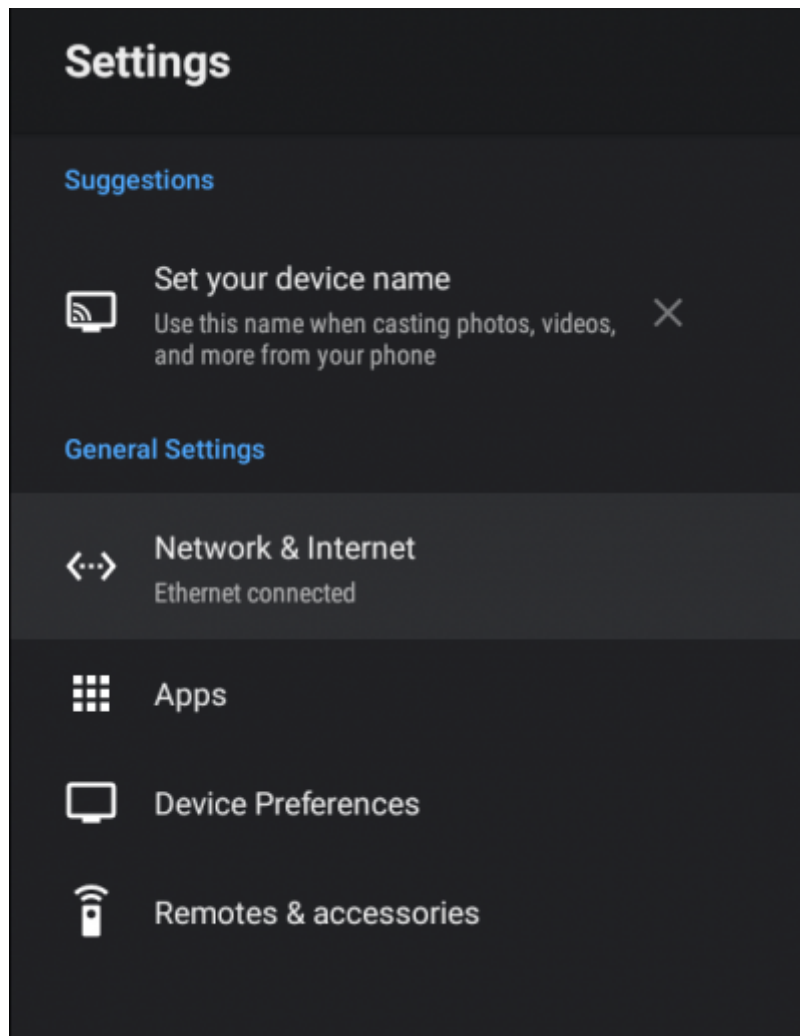 Settings
Suggestions
Set your device name
Use this name when casting photos, videos,
and more from your phone
General Settings
Network & Internet
Ethernet connected
Apps
Device Preferences
Remotes & accessories